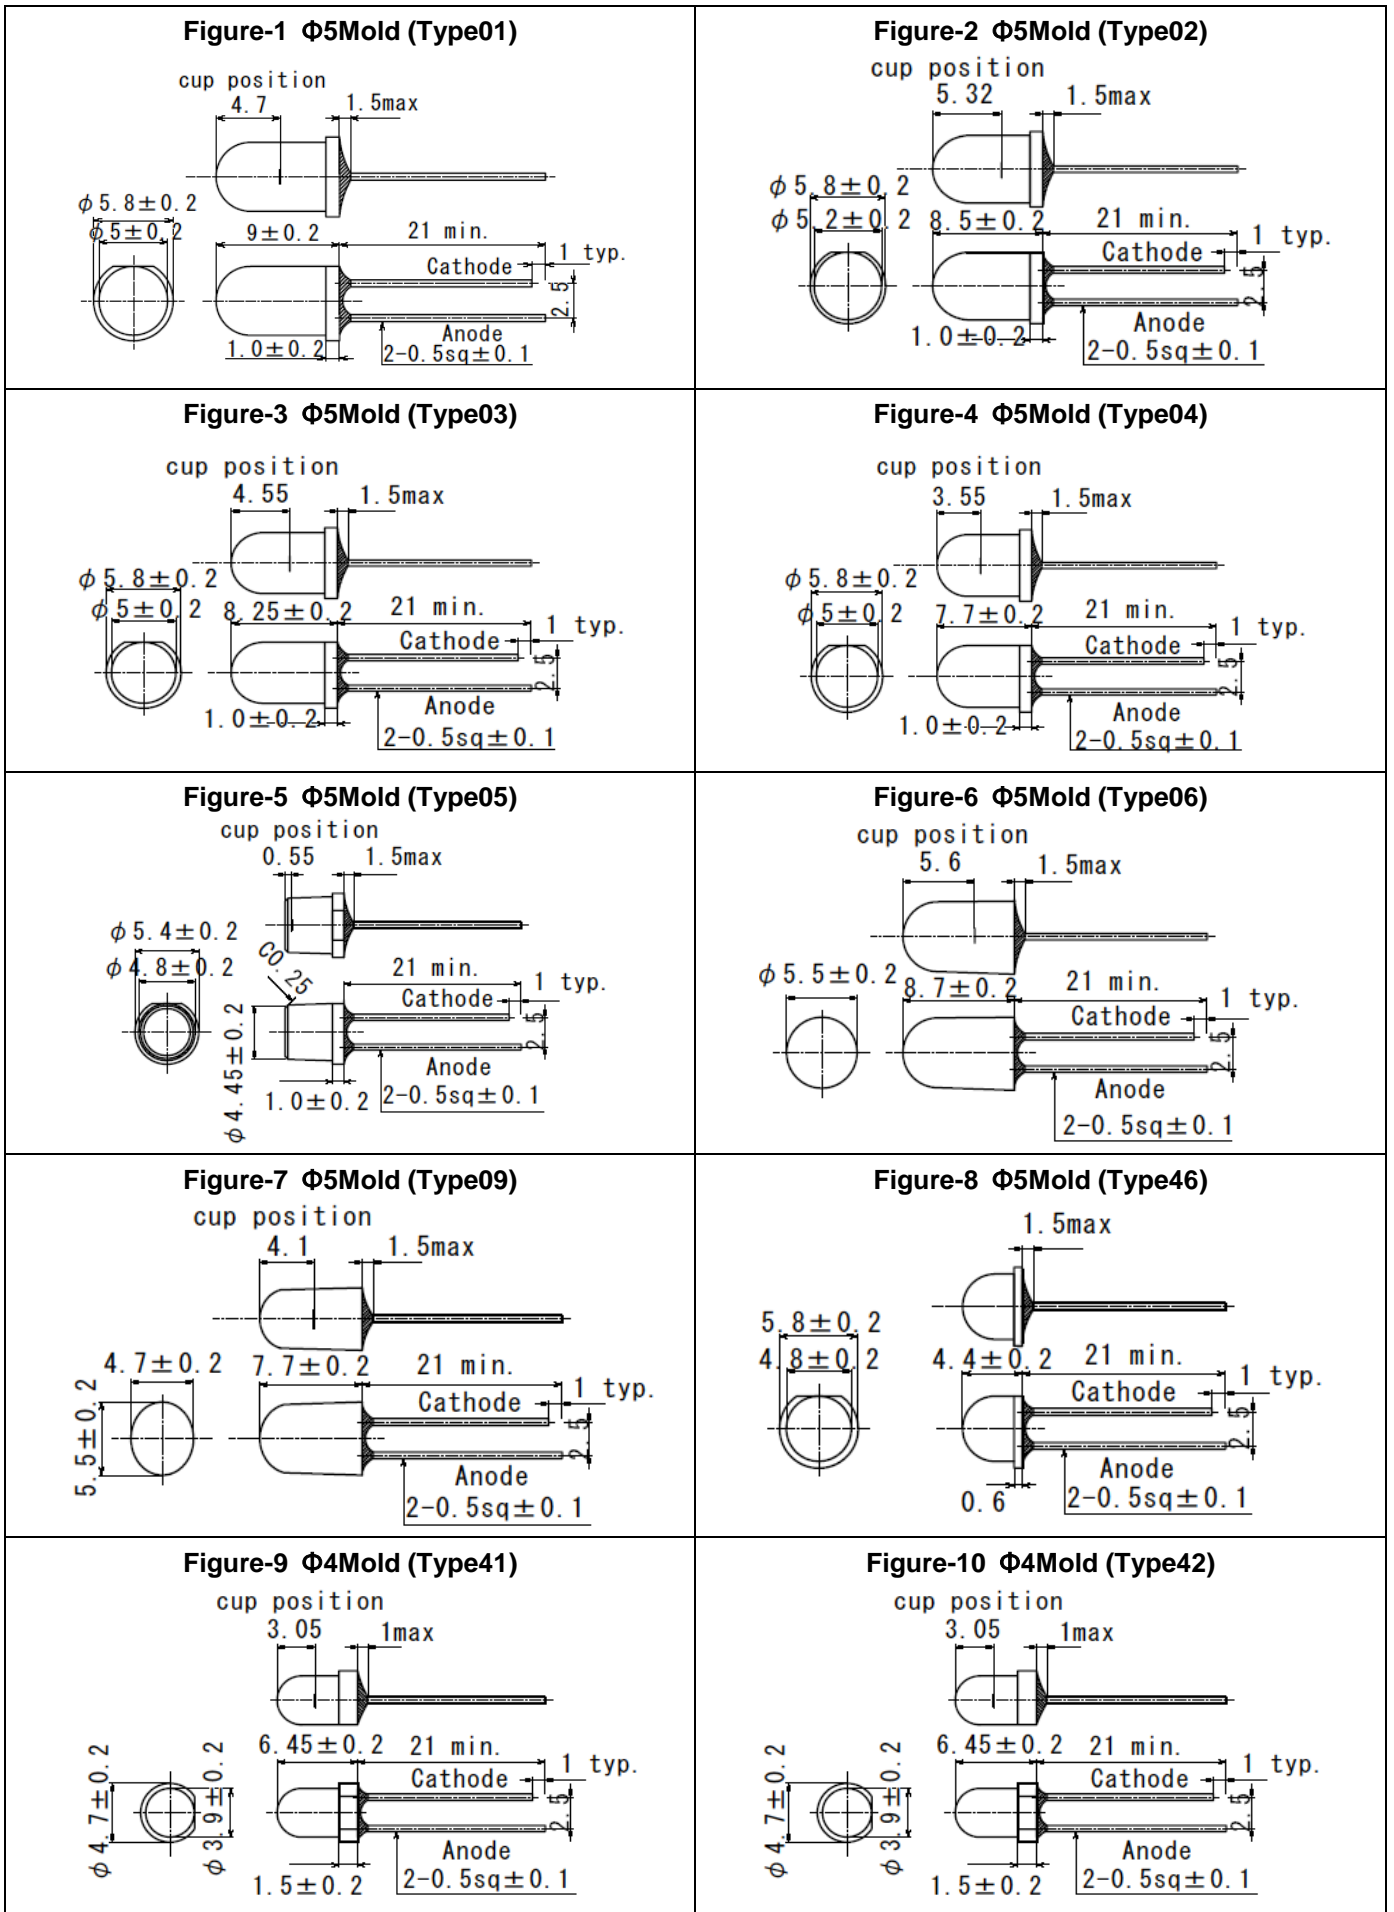 Figure-1 Φ5Mold (Type01)
cup position
4.7 1.5max
φ5.8±0.2
φ5±0.2 9±0.2 21 min.
1 typ.
Cathode
2.5
Anode
1.0±0.2 2-0.5sq±0.1
Figure-2 Φ5Mold (Type02)
cup position
5.32 1.5max
φ5.8±0.2
φ5.2±0.2 8.5±0.2 21 min.
1 typ.
Cathode
2.5
Anode
1.0±0.2 2-0.5sq±0.1
Figure-3 Φ5Mold (Type03)
cup position
4.55 1.5max
φ5.8±0.2
φ5±0.2 8.25±0.2 21 min.
1 typ.
Cathode
2.5
Anode
1.0±0.2
2-0.5sq±0.1
Figure-4 Φ5Mold (Type04)
cup position
3.55 1.5max
φ5.8±0.2
φ5±0.2 7.7±0.2 21 min.
1 typ.
Cathode
2.5
Anode
1.0±0.2
2-0.5sq±0.1
Figure-5 Φ5Mold (Type05)
cup position
0.55 1.5max
φ5.4±0.2
φ4.8±0.2 C0.25 21 min.
1 typ.
Cathode
2.5
φ4.45±0.2
Anode
1.0±0.2 2-0.5sq±0.1
Figure-6 Φ5Mold (Type06)
cup position
5.6 1.5max
φ5.5±0.2 8.7±0.2 21 min.
1 typ.
Cathode
2.5
Anode
2-0.5sq±0.1
Figure-7 Φ5Mold (Type09)
cup position
4.1 1.5max
4.7±0.2 7.7±0.2 21 min.
1 typ.
Cathode
5.5±0.2
2.5
Anode
2-0.5sq±0.1
Figure-8 Φ5Mold (Type46)
1.5max
5.8±0.2
4.8±0.2 4.4±0.2 21 min.
1 typ.
Cathode
2.5
Anode
0.6 2-0.5sq±0.1
Figure-9 Φ4Mold (Type41)
cup position
3.05 1max
6.45±0.2 21 min.
1 typ.
Cathode
φ4.7±0.2 φ3.9±0.2
2.5
Anode
1.5±0.2 2-0.5sq±0.1
Figure-10 Φ4Mold (Type42)
cup position
3.05 1max
6.45±0.2 21 min.
1 typ.
Cathode
φ4.7±0.2 φ3.9±0.2
2.5
Anode
1.5±0.2 2-0.5sq±0.1